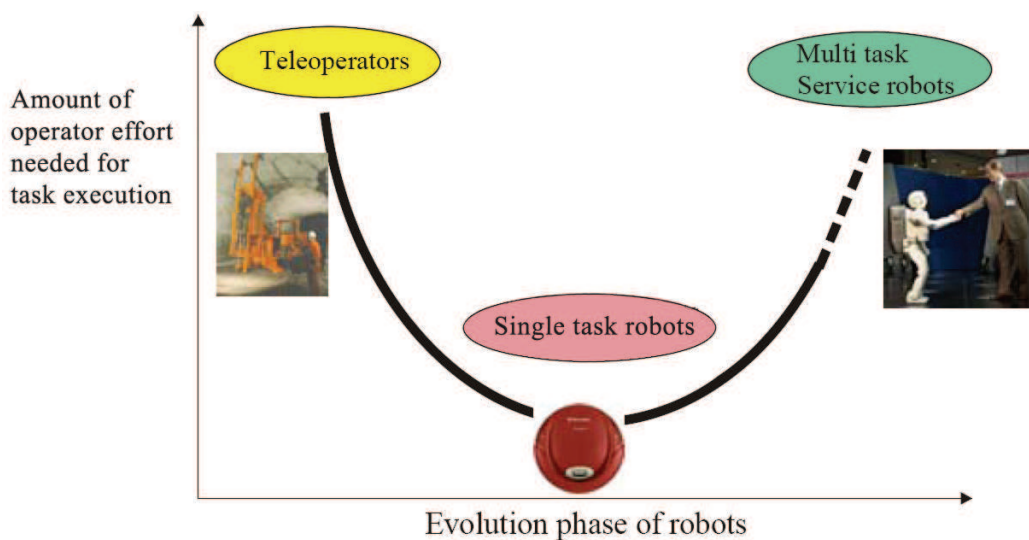 Teleoperators
Multi task
Service robots
Amount of
operator effort
needed for
task execution
Single task robots
Evolution phase of robots